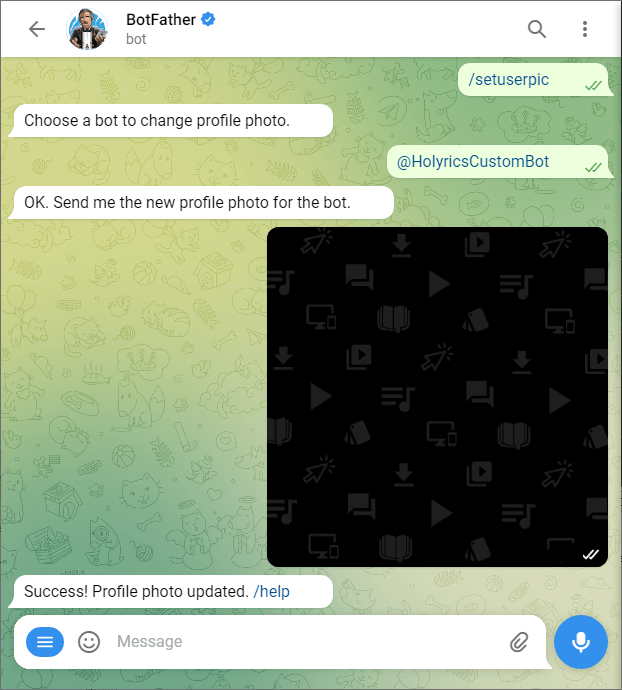 BotFather
bot
/setuserpic
Choose a bot to change profile photo.
@HolyricsCustomBot
OK. Send me the new profile photo for the bot.
Success! Profile photo updated. /help
Message